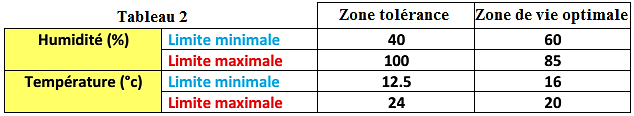 Tableau 2 Zone tolérance Zone de vie optimale
Humidité (%) Limite minimale 40 60
Limite maximale 100 85
Température (°c) Limite minimale 12.5 16
Limite maximale 24 20